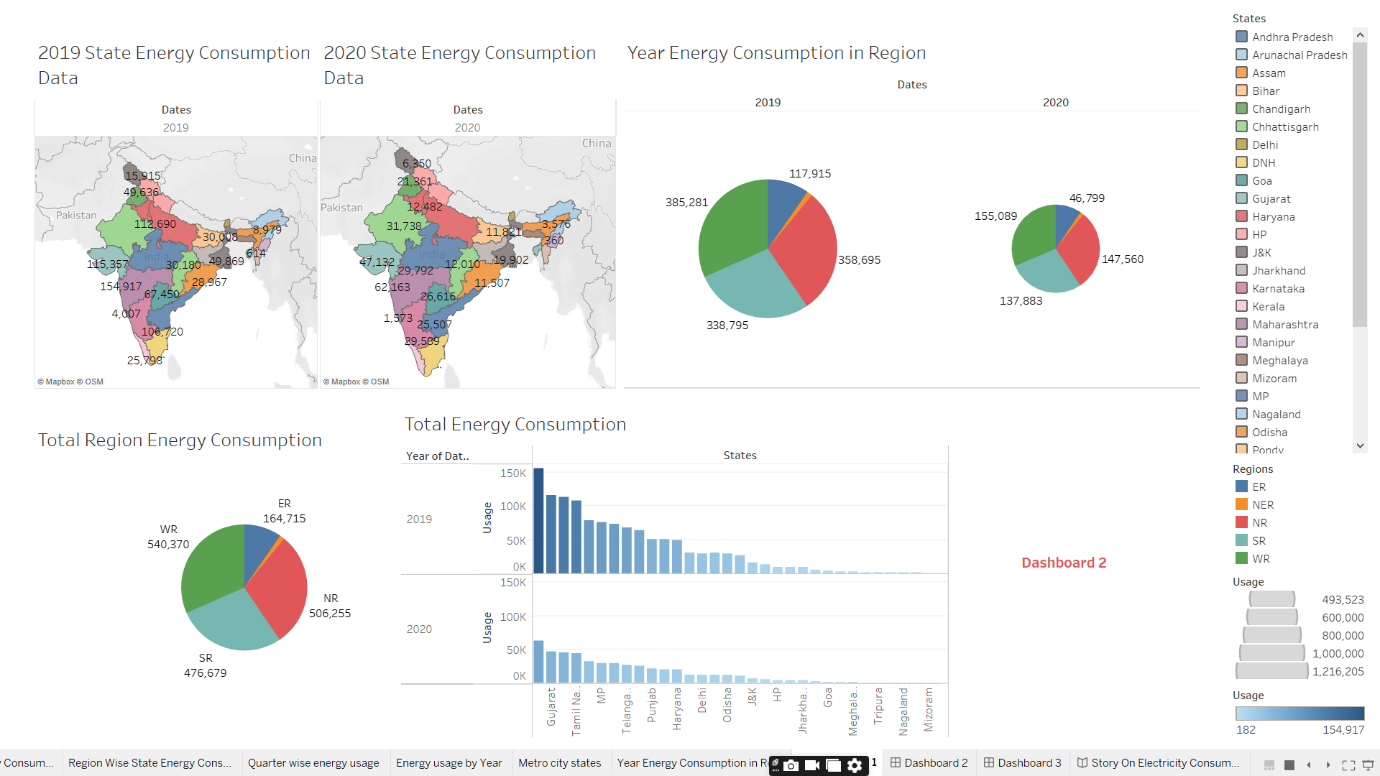 2019 State Energy Consumption
Data
Dates
2019
China
Pakistan
15,915
49,636
112,690
30,008
8,979
614
115,357
India
30,180
49,869
154,917
67,450
28,967
4,007
106,720
25,798
© Mapbox © OSM
2020 State Energy Consumption
Data
Dates
2020
China
Pakistan
6,350
21,361
12,482
31,738
11,821
3,576
360
India
47,132
29,792
12,010
19,902
62,163
26,616
11,507
1,573
25,507
29,509
© Mapbox © OSM
Year Energy Consumption in Region
Dates
2019
2020
117,915
385,281
358,695
338,795
46,799
155,089
147,560
137,883
Total Region Energy Consumption
ER
164,715
WR
540,370
NR
506,255
SR
476,679
Total Energy Consumption
Year of Dat..
States
2019
Usage
150K
100K
50K
0K
2020
Usage
150K
100K
50K
0K
Gujarat
Tamil Na..
MP
Telanga..
Punjab
Haryana
Delhi
Odisha
J&K
HP
Jharkha..
Goa
Meghala..
Tripura
Nagaland
Mizoram
Dashboard 2
States
Andhra Pradesh
Arunachal Pradesh
Assam
Bihar
Chandigarh
Chhattisgarh
Delhi
DNH
Goa
Gujarat
Haryana
HP
J&K
Jharkhand
Karnataka
Kerala
Maharashtra
Manipur
Meghalaya
Mizoram
MP
Nagaland
Odisha
Pondy
Regions
ER
NER
NR
SR
WR
Usage
493,523
600,000
800,000
1,000,000
1,216,205
Usage
182 154,917
y Consum... Region Wise State Energy Cons... Quarter wise energy usage Energy usage by Year Metro city states Year Energy Consumption in R 1 Dashboard 2 Dashboard 3 Story On Electricity Consum...